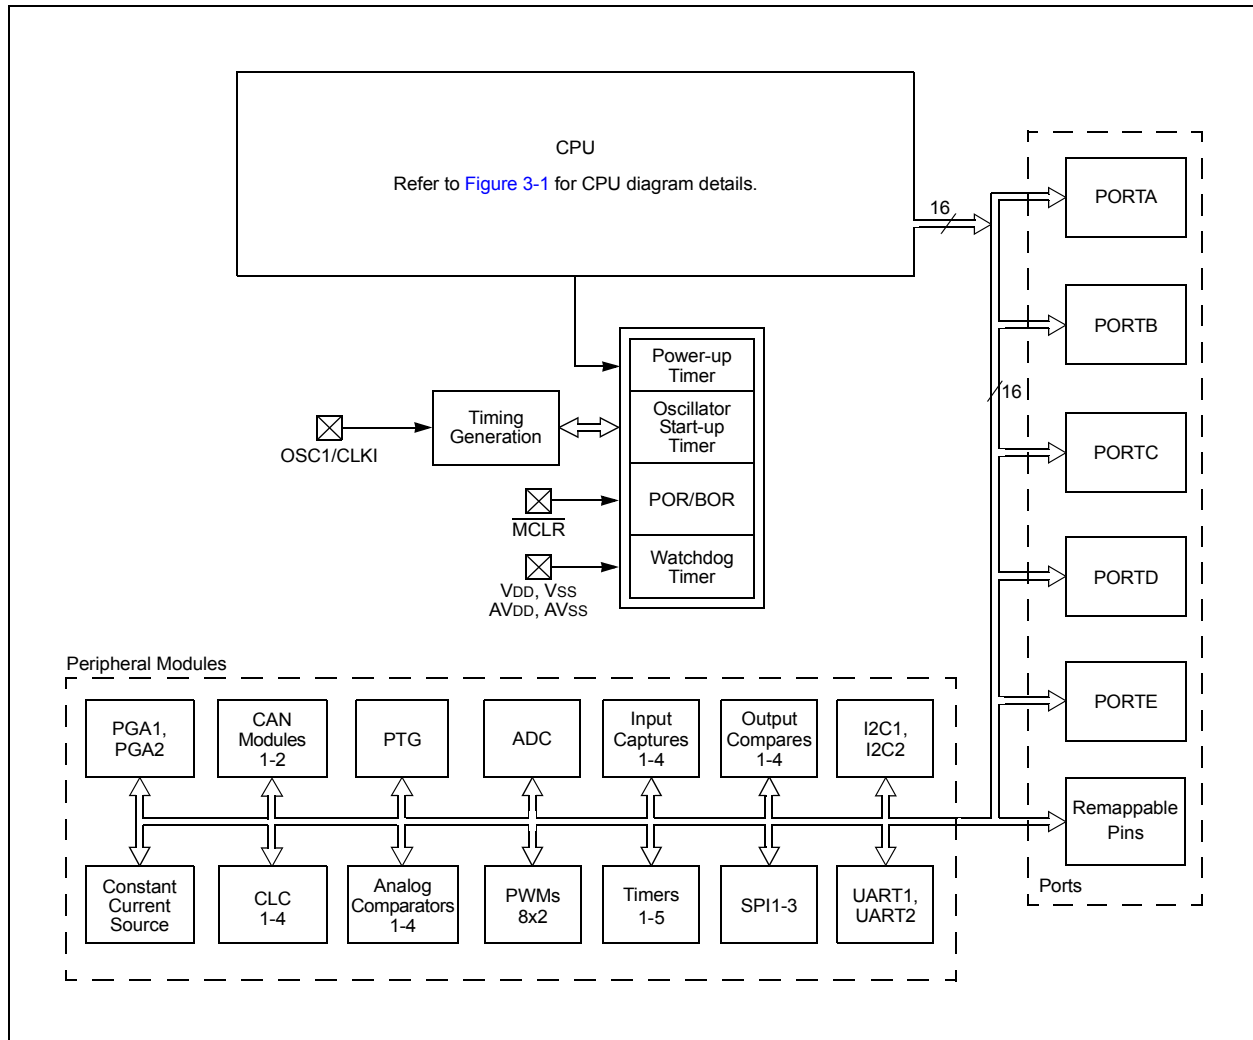 CPU
Refer to Figure 3-1 for CPU diagram details.
16
PORTA
PORTB
16
PORTC
PORTD
PORTE
Remappable
Pins
Ports
Power-up
Timer
Oscillator
Start-up
Timer
POR/BOR
Watchdog
Timer
Timing
Generation
OSC1/CLKI
MCLR
VDD, VSS
AVDD, AVSS
Peripheral Modules
PGA1,
PGA2
CAN
Modules
1-2
PTG
ADC
Input
Captures
1-4
Output
Compares
1-4
I2C1,
I2C2
Constant
Current
Source
CLC
1-4
Analog
Comparators
1-4
PWMs
8x2
Timers
1-5
SPI1-3
UART1,
UART2